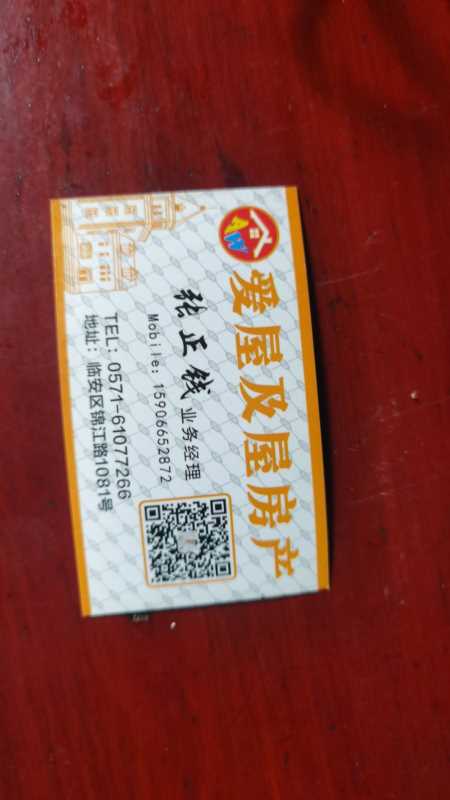 AW
爱屋及屋房产
张正钱 业务经理
Mobile: 15906652872
TEL: 0571-61077266
地址: 临安区锦江路1081号